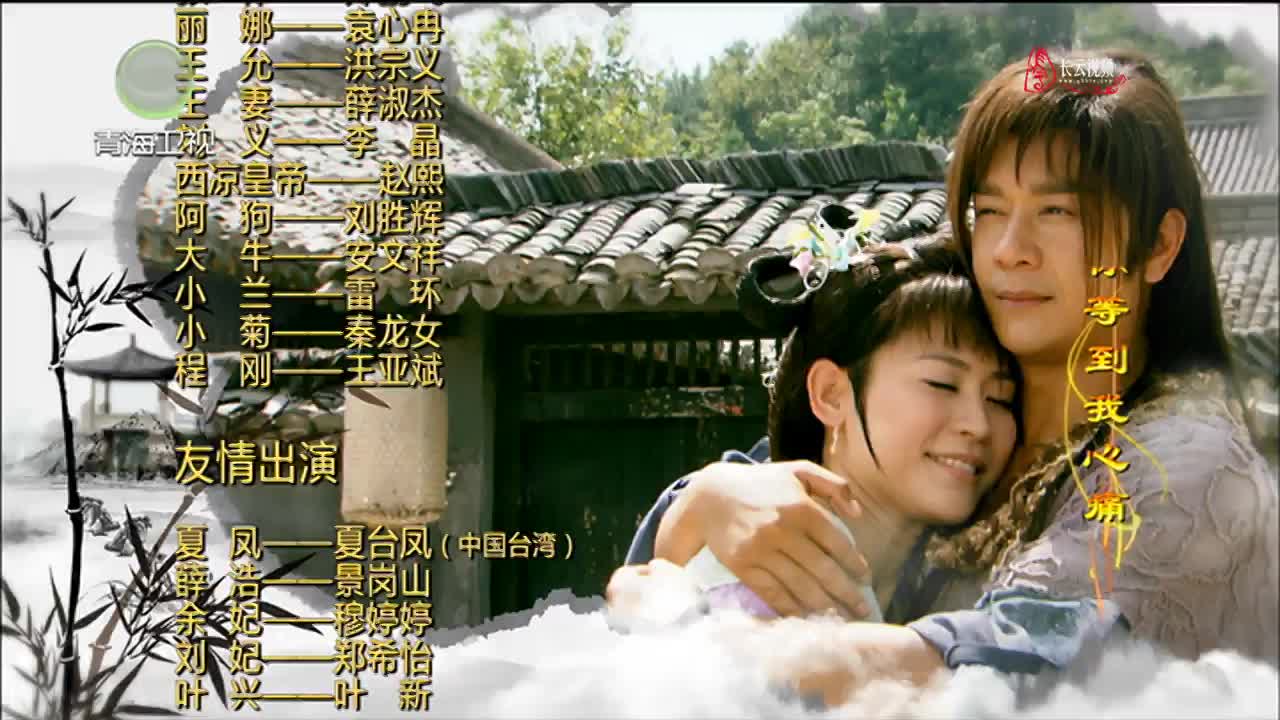 丽 娜——袁心冉
王 允——洪宗义
王 妻——薛淑杰
义——李 晶
西凉皇帝——赵熙
阿 狗——刘胜辉
大 牛——安文祥
小 兰——雷 环
小 菊——秦龙女
程 刚——王亚斌
友情出演
夏 凤——夏台凤（中国台湾）
薛 浩——景岗山
余 妃——穆婷婷
刘 妃——郑希怡
叶 兴——叶 新
青海卫视
长云视频
等到我心痛